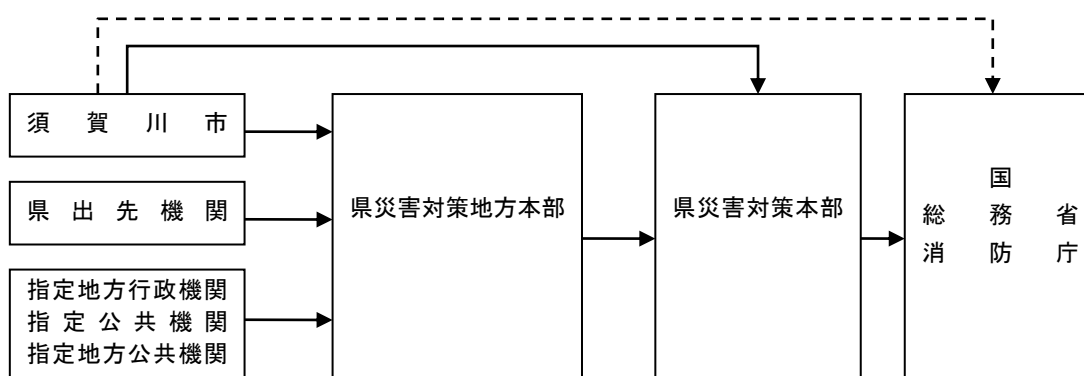 須賀川市
県出先機関
指定地方行政機関
指定公共機関
指定地方公共機関
県災害対策地方本部
県災害対策本部
国
総務省
消防庁